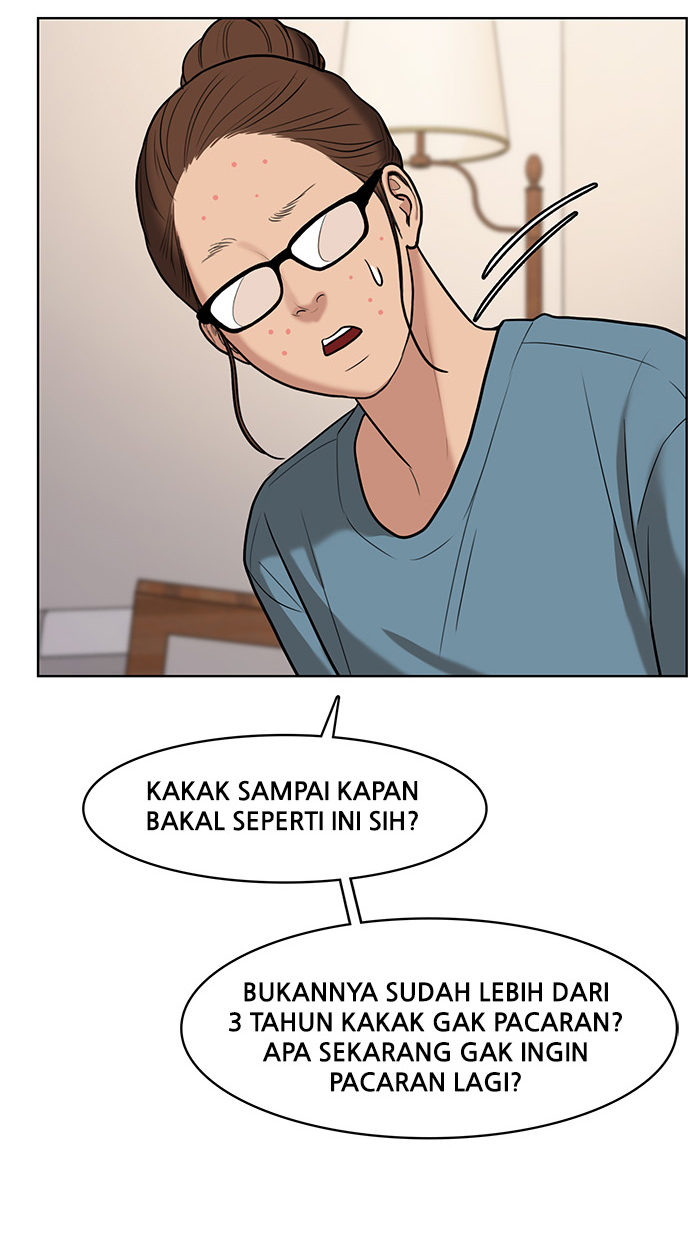 KAKAK SAMPAI KAPAN
BAKAL SEPERTI INI SIH?
BUKANNYA SUDAH LEBIH DARI
3 TAHUN KAKAK GAK PACARAN?
APA SEKARANG GAK INGIN
PACARAN LAGI?